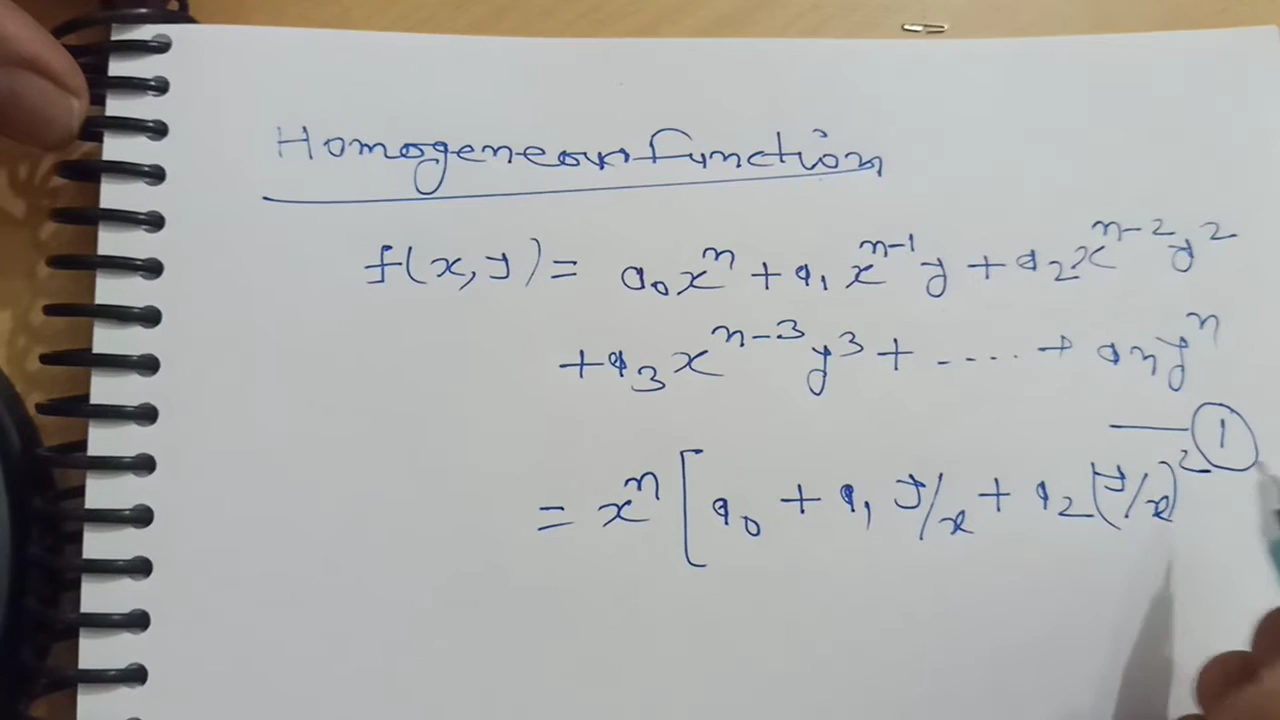 Homogeneous function
f(x,y) = a₀xⁿ + a₁xⁿ⁻¹y + a₂xⁿ⁻²y²
+ a₃xⁿ⁻³y³ + .... + aₙyⁿ
— ①
= xⁿ [ a₀ + a₁ y/x + a₂ (y/x)²